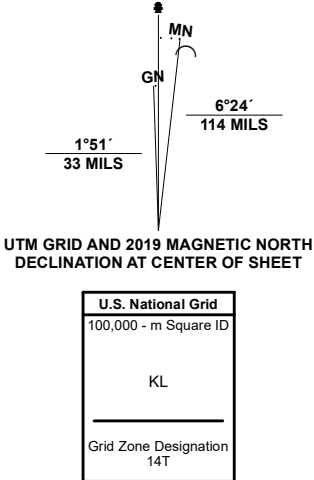 MN
GN
6°24´
114 MILS
1°51´
33 MILS
UTM GRID AND 2019 MAGNETIC NORTH
DECLINATION AT CENTER OF SHEET
U.S. National Grid
100,000 - m Square ID
KL
Grid Zone Designation
14T